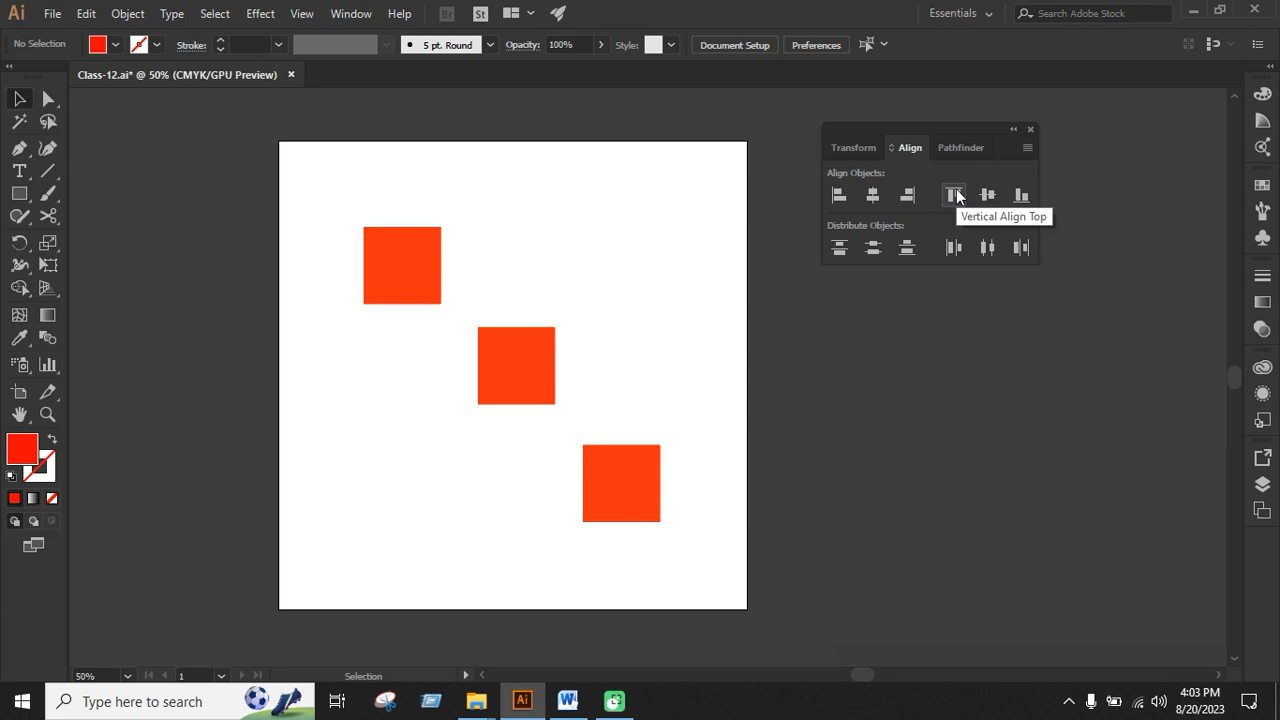 Ai File Edit Object Type Select Effect View Window Help Br St Essentials Search Adobe Stock
No Selection Stroke: 5 pt. Round Opacity: 100% Style: Document Setup Preferences
Class-12.ai* @ 50% (CMYK/GPU Preview)
Transform Align Pathfinder
Align Objects:
Vertical Align Top
Distribute Objects:
50% 1 Selection
Type here to search Ai W 4:03 PM
8/20/2023